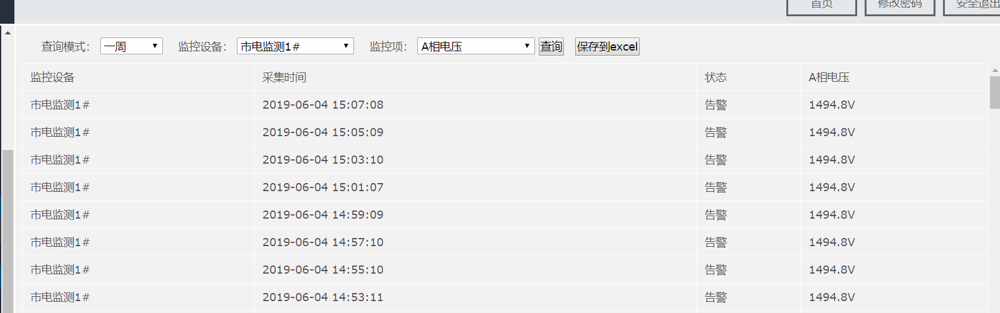 首页 修改密码 安全退出
查询模式： 一周 监控设备： 市电监测1# 监控项： A相电压 查询 保存到excel
监控设备 采集时间 状态 A相电压
市电监测1# 2019-06-04 15:07:08 告警 1494.8V
市电监测1# 2019-06-04 15:05:09 告警 1494.8V
市电监测1# 2019-06-04 15:03:10 告警 1494.8V
市电监测1# 2019-06-04 15:01:07 告警 1494.8V
市电监测1# 2019-06-04 14:59:09 告警 1494.8V
市电监测1# 2019-06-04 14:57:10 告警 1494.8V
市电监测1# 2019-06-04 14:55:10 告警 1494.8V
市电监测1# 2019-06-04 14:53:11 告警 1494.8V